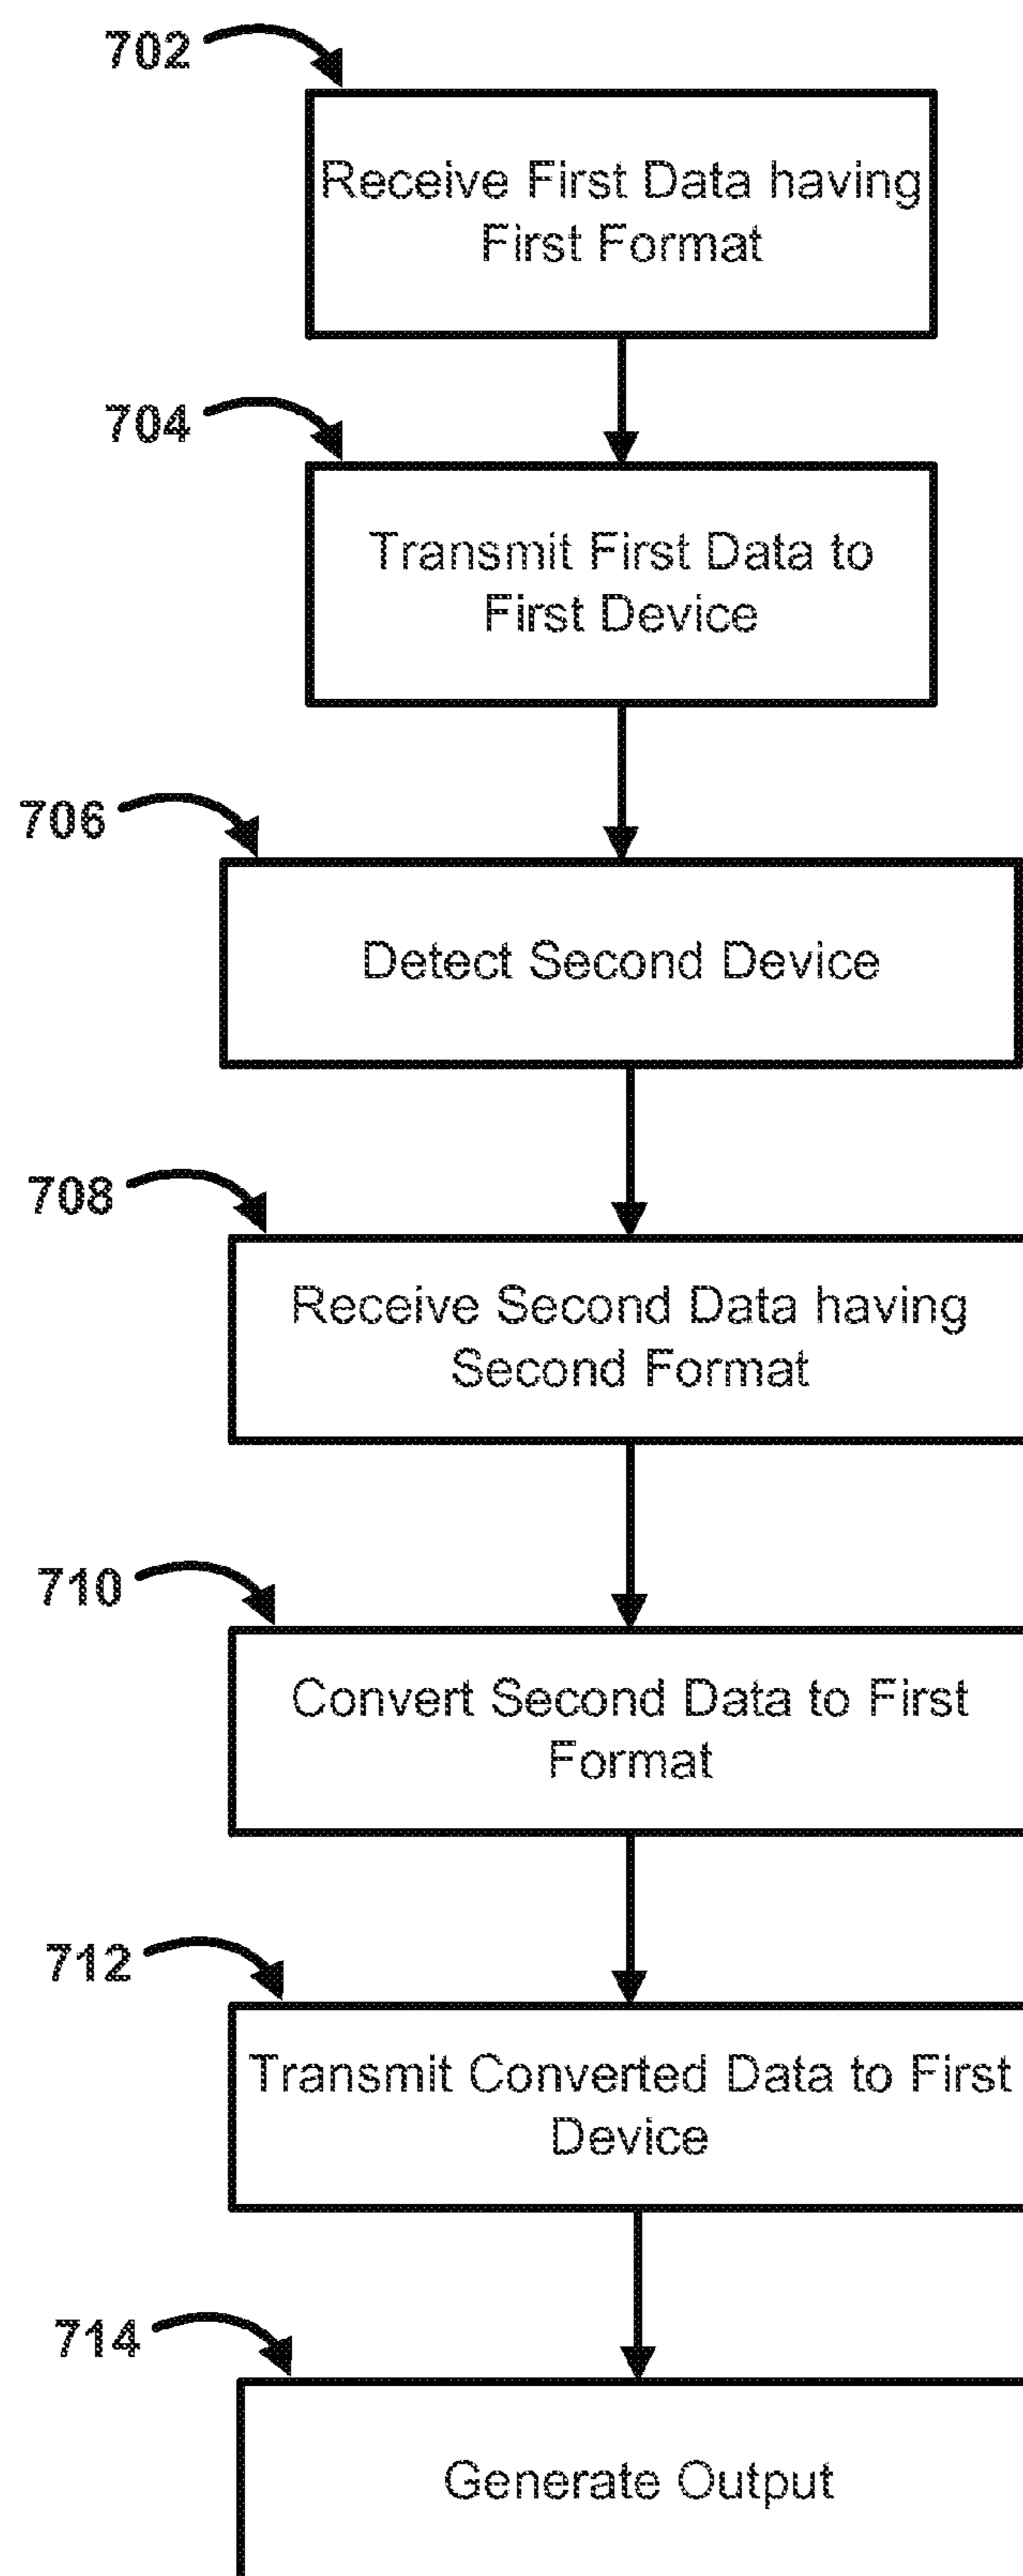 702
Receive First Data having
First Format
704
Transmit First Data to
First Device
706
Detect Second Device
708
Receive Second Data having
Second Format
710
Convert Second Data to First
Format
712
Transmit Converted Data to First
Device
714
Generate Output